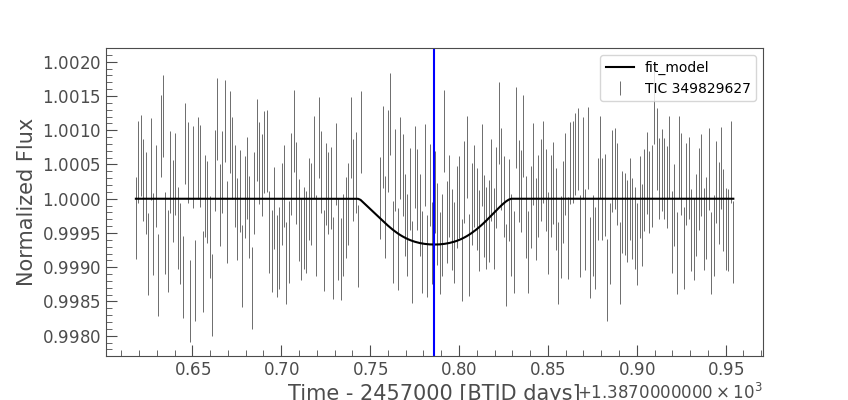 fit_model
TIC 349829627
Normalized Flux
1.0020
1.0015
1.0010
1.0005
1.0000
0.9995
0.9990
0.9985
0.9980
0.65 0.70 0.75 0.80 0.85 0.90 0.95
Time - 2457000 [BTJD days]
+1.3870000000 × 10³